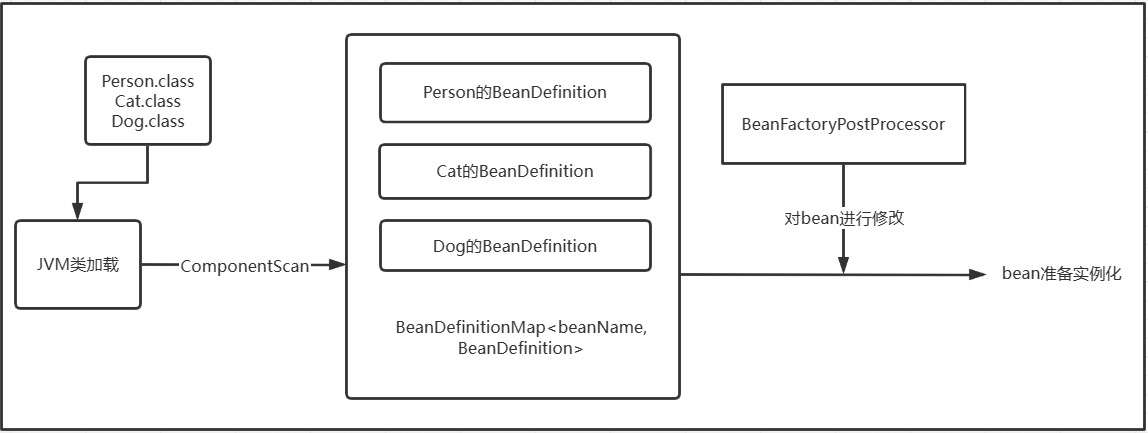 Person.class
Cat.class
Dog.class
JVM类加载
ComponentScan
Person的BeanDefinition
Cat的BeanDefinition
Dog的BeanDefinition
BeanDefinitionMap<beanName,
BeanDefinition>
BeanFactoryPostProcessor
对bean进行修改
bean准备实例化